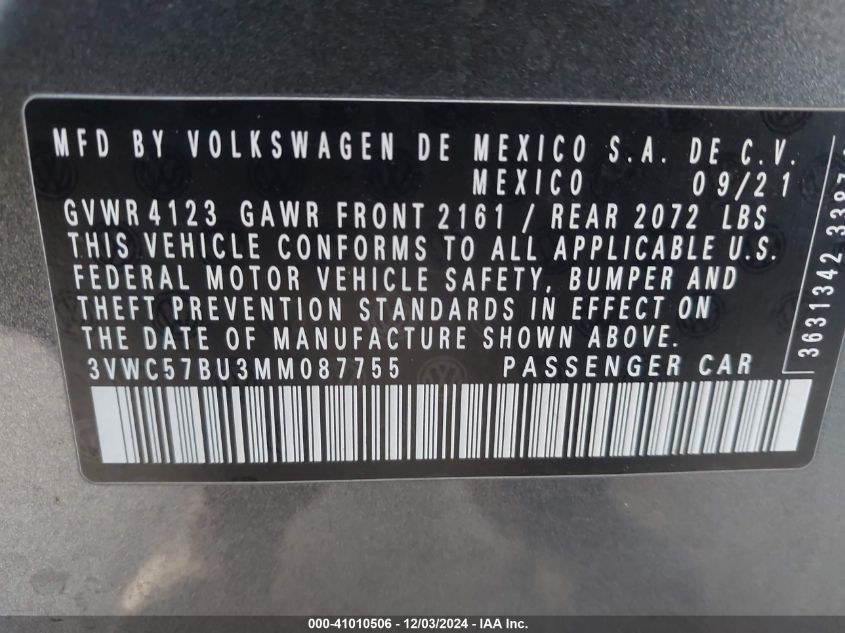 MFD BY VOLKSWAGEN DE MEXICO S.A. DE C.V.
MEXICO 09/21
GVWR 4123 GAWR FRONT 2161 / REAR 2072 LBS
THIS VEHICLE CONFORMS TO ALL APPLICABLE U.S.
FEDERAL MOTOR VEHICLE SAFETY, BUMPER AND
THEFT PREVENTION STANDARDS IN EFFECT ON
THE DATE OF MANUFACTURE SHOWN ABOVE.
3VWC57BU3MM087755 PASSENGER CAR
3631342
000-41010506 - 12/03/2024 - IAA Inc.